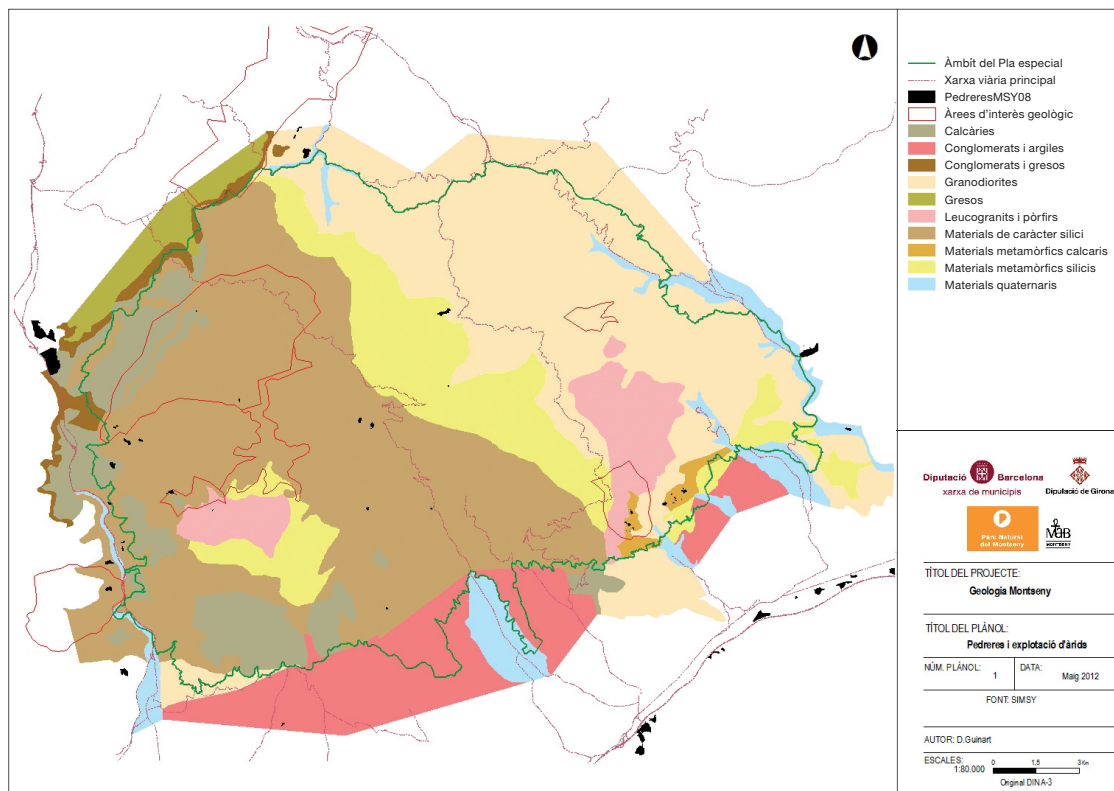 Àmbit del Pla especial
Xarxa viària principal
PedreresMSY08
Àrees d'interès geològic
Calcàries
Conglomerats i argiles
Conglomerats i gresos
Granodiorites
Gresos
Leucogranits i pòrfirs
Materials de caràcter silici
Materials metamòrfics calcaris
Materials metamòrfics silicis
Materials quaternaris
Diputació Barcelona
xarxa de municipis
Diputació de Girona
Parc Natural
del Montseny
MaB
MONTSENY
TÍTOL DEL PROJECTE:
Geologia Montseny
TÍTOL DEL PLÀNOL:
Pedreres i explotació d'àrids
NÚM. PLÀNOL:
1
DATA:
Maig 2012
FONT: SIMSY
AUTOR: D.Guinart
ESCALES:
1:80.000
0 1,5 3 Km
Original DIN A-3